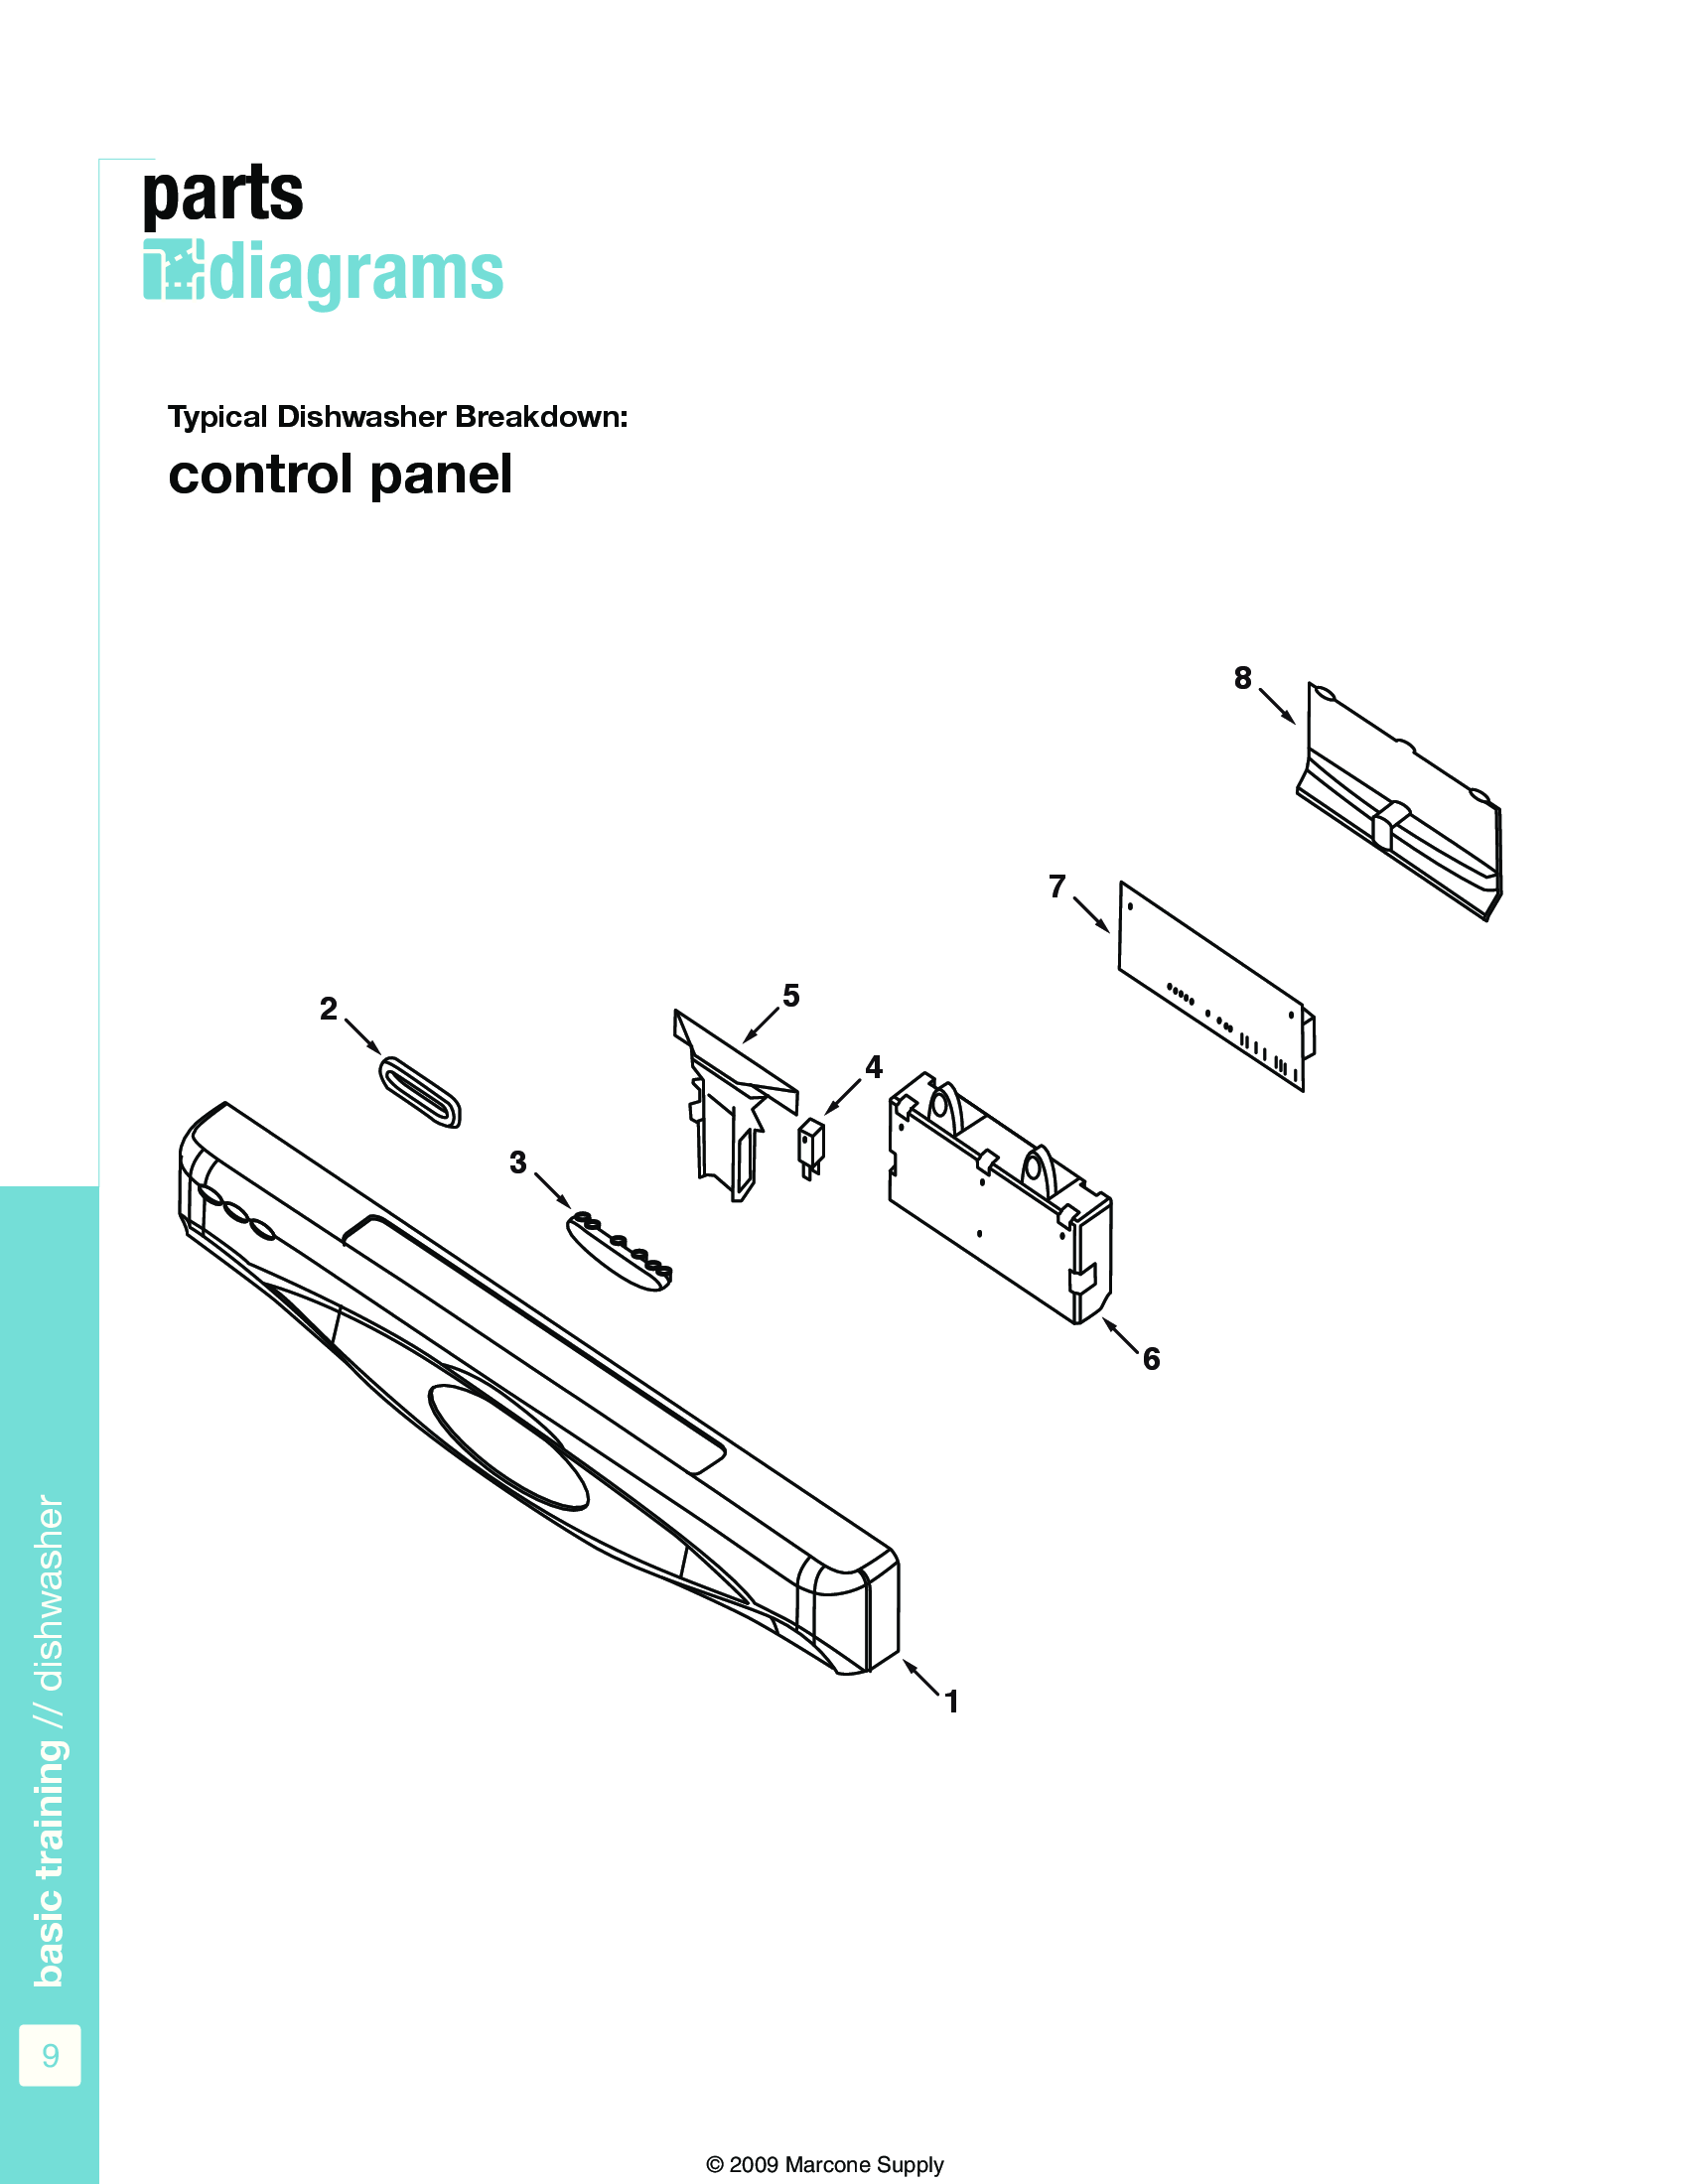 parts
diagrams
Typical Dishwasher Breakdown:
control panel
8
7
5
2
4
3
6
1
basic training // dishwasher
9
© 2009 Marcone Supply